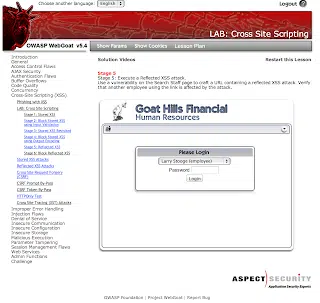 Choose another language: English
Logout
LAB: Cross Site Scripting
OWASP WebGoat v5.4
Show Params Show Cookies Lesson Plan
Introduction
General
Access Control Flaws
AJAX Security
Authentication Flaws
Buffer Overflows
Code Quality
Concurrency
Cross-Site Scripting (XSS)
Phishing with XSS
LAB: Cross Site Scripting
Stage 1: Stored XSS
Stage 2: Block Stored XSS using Input Validation
Stage 3: Stored XSS Revisited
Stage 4: Block Stored XSS using Output Encoding
Stage 5: Reflected XSS
Stage 6: Block Reflected XSS
Stored XSS Attacks
Reflected XSS Attacks
Cross Site Request Forgery (CSRF)
CSRF Prompt By-Pass
CSRF Token By-Pass
HTTPOnly Test
Cross Site Tracing (XST) Attacks
Improper Error Handling
Injection Flaws
Denial of Service
Insecure Communication
Insecure Configuration
Insecure Storage
Malicious Execution
Parameter Tampering
Session Management Flaws
Web Services
Admin Functions
Challenge
Solution Videos
Restart this Lesson
Stage 5
Stage 5: Execute a Reflected XSS attack.
Use a vulnerability on the Search Staff page to craft a URL containing a reflected XSS attack. Verify
that another employee using the link is affected by the attack.
Goat Hills Financial
Human Resources
Please Login
Larry Stooge (employee)
Password
Login
ASPECT SECURITY
Application Security Experts
OWASP Foundation | Project WebGoat | Report Bug